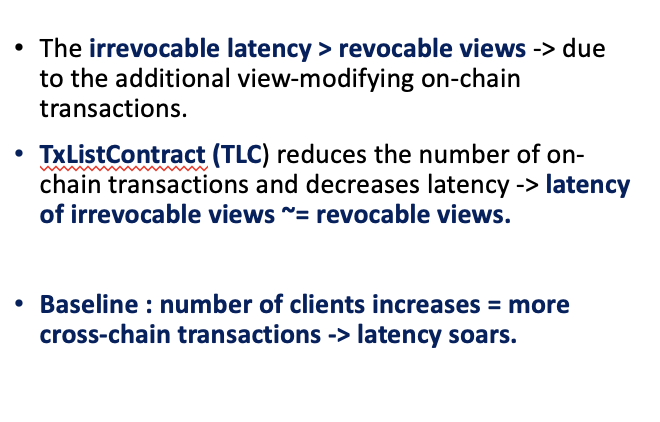 • The irrevocable latency > revocable views -> due
to the additional view-modifying on-chain
transactions.
• TxListContract (TLC) reduces the number of on-
chain transactions and decreases latency -> latency
of irrevocable views ~= revocable views.
• Baseline : number of clients increases = more
cross-chain transactions -> latency soars.